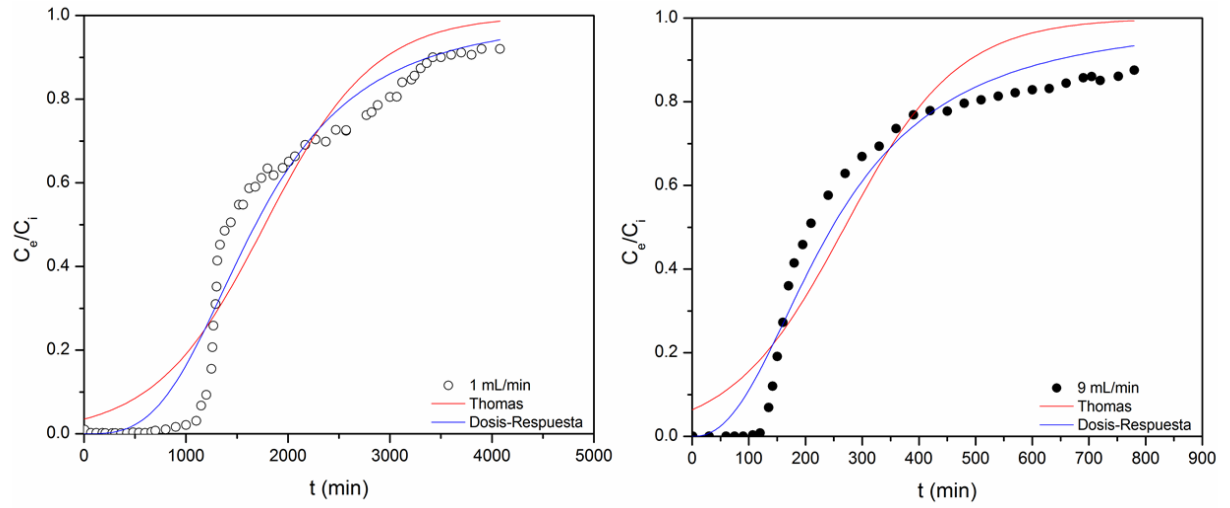 1.0
0.8
0.6
0.4
0.2
0.0
C_e/C_i
0 1000 2000 3000 4000 5000
t (min)
1 mL/min
Thomas
Dosis-Respuesta
1.0
0.8
0.6
0.4
0.2
0.0
C_e/C_i
0 100 200 300 400 500 600 700 800 900
t (min)
9 mL/min
Thomas
Dosis-Respuesta